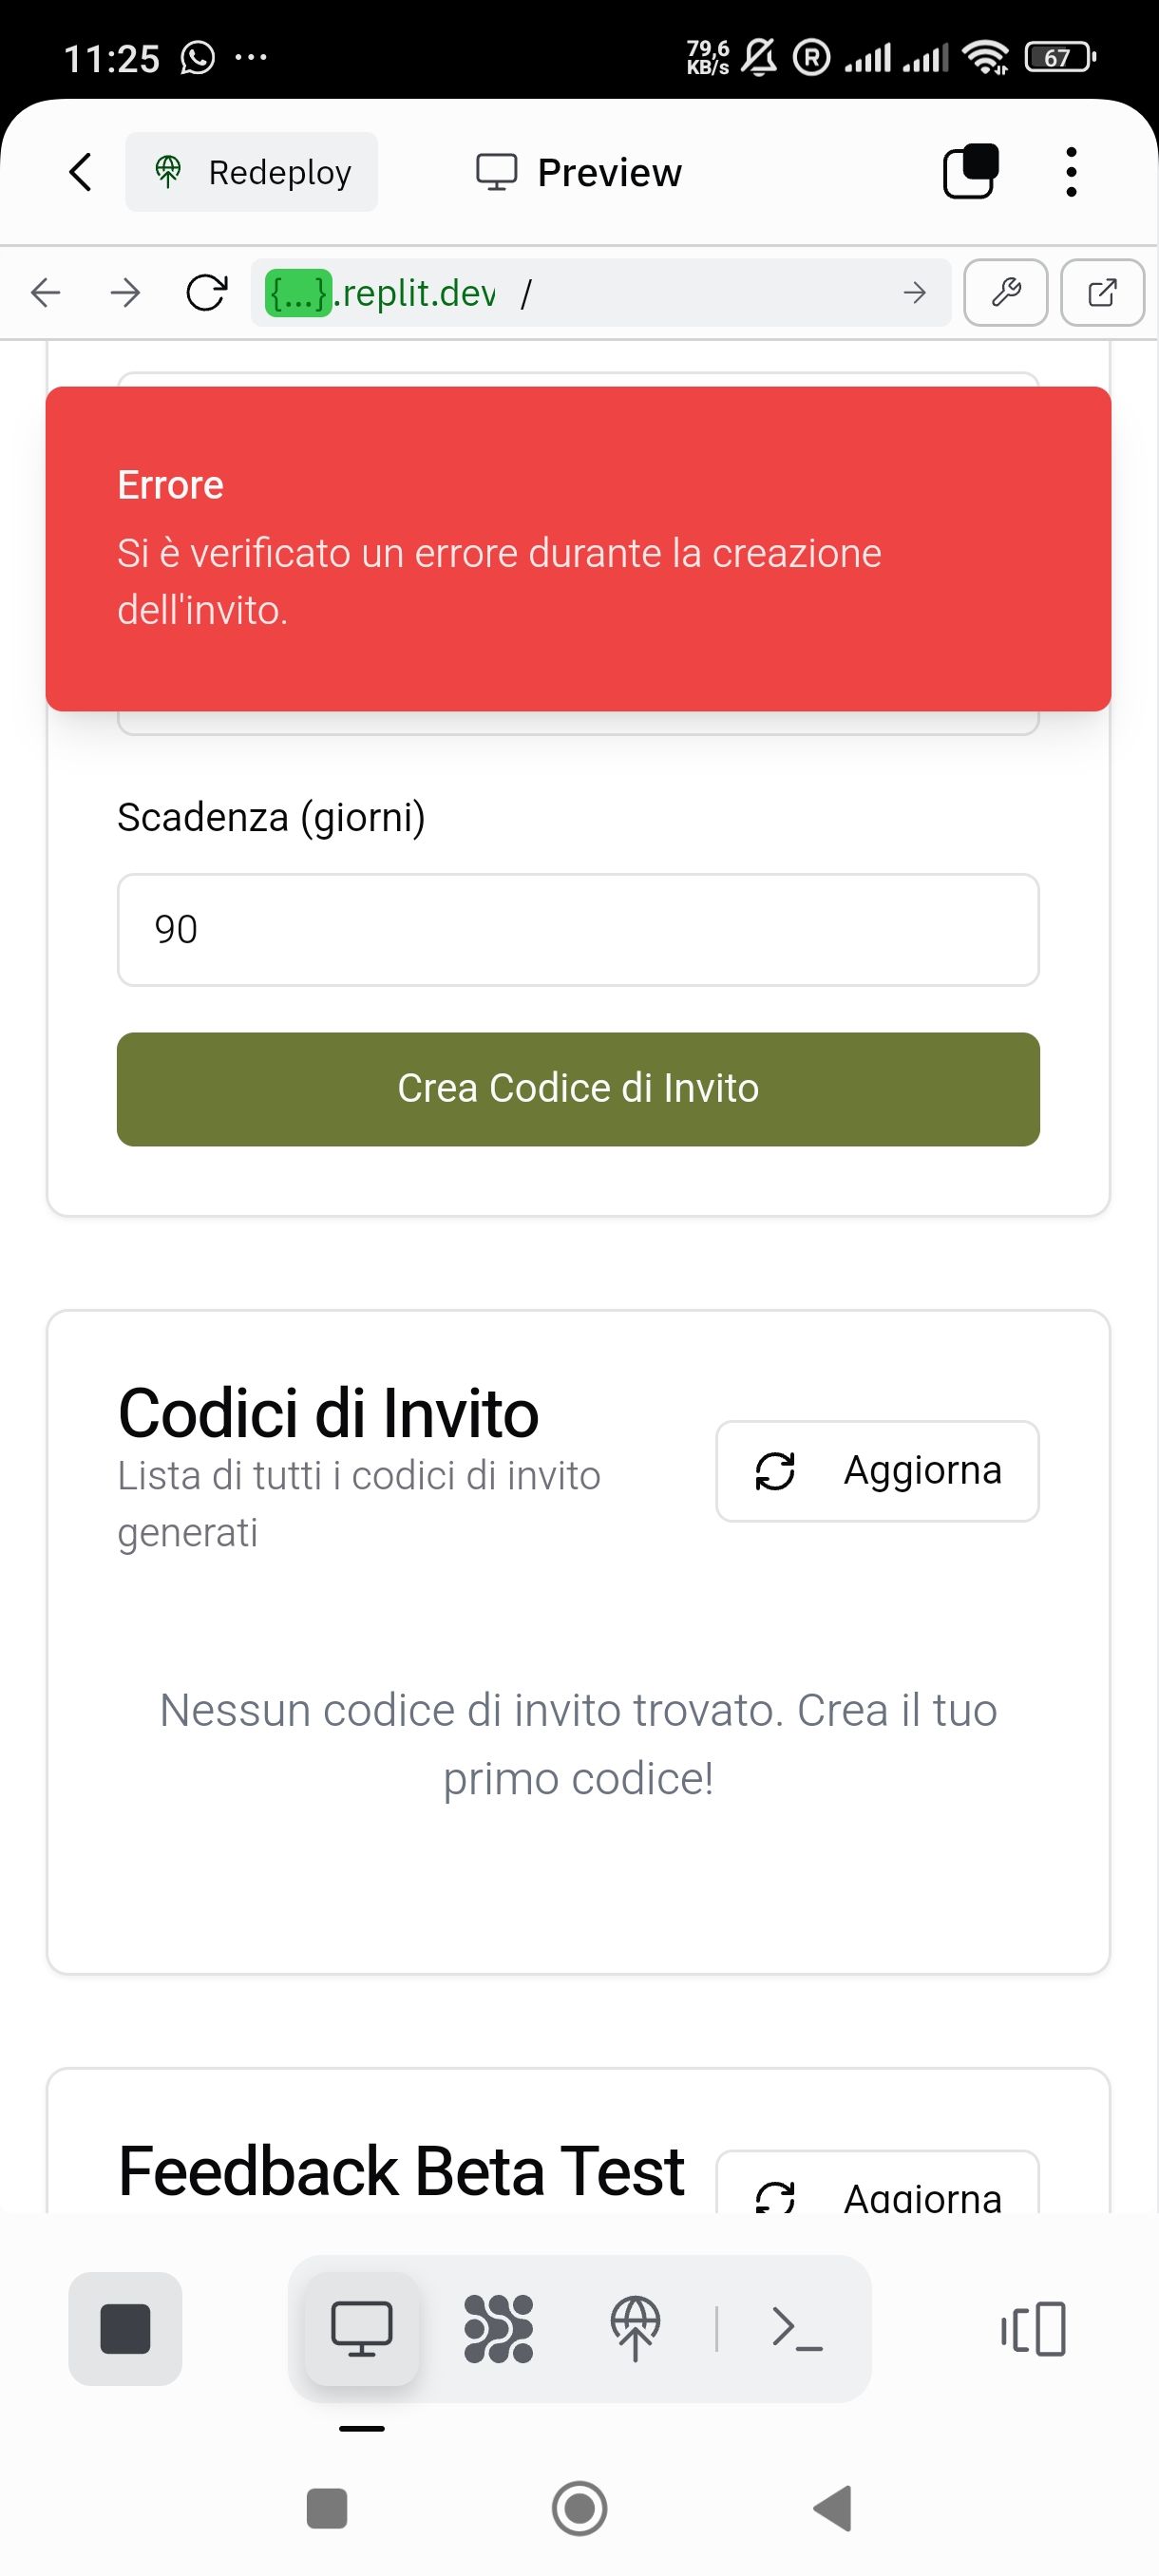 11:25
79,6
KB/s
R
67
Redeploy
Preview
{...}.replit.dev /
Errore
Si è verificato un errore durante la creazione
dell'invito.
Scadenza (giorni)
90
Crea Codice di Invito
Codici di Invito
Lista di tutti i codici di invito
generati
Aggiorna
Nessun codice di invito trovato. Crea il tuo
primo codice!
Feedback Beta Test
Aggiorna